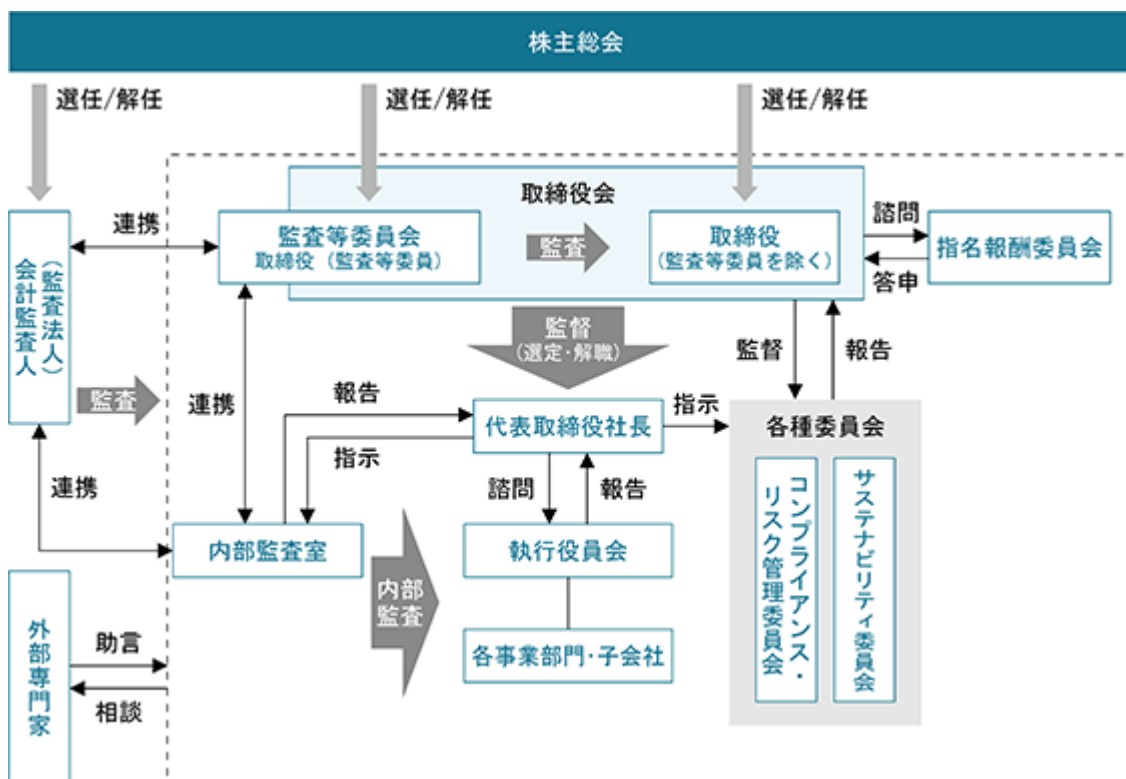 株主総会
選任/解任
選任/解任
選任/解任
取締役会
連携
監査等委員会
取締役（監査等委員）
監査
取締役
（監査等委員を除く）
諮問
答申
指名報酬委員会
会計監査人
（監査法人）
監査
監督
（選定・解職）
監督
報告
連携
報告
指示
代表取締役社長
指示
各種委員会
連携
諮問
報告
コンプライアンス・
リスク管理委員会
サステナビリティ委員会
内部監査室
執行役員会
内部
監査
外部専門家
助言
相談
各事業部門・子会社